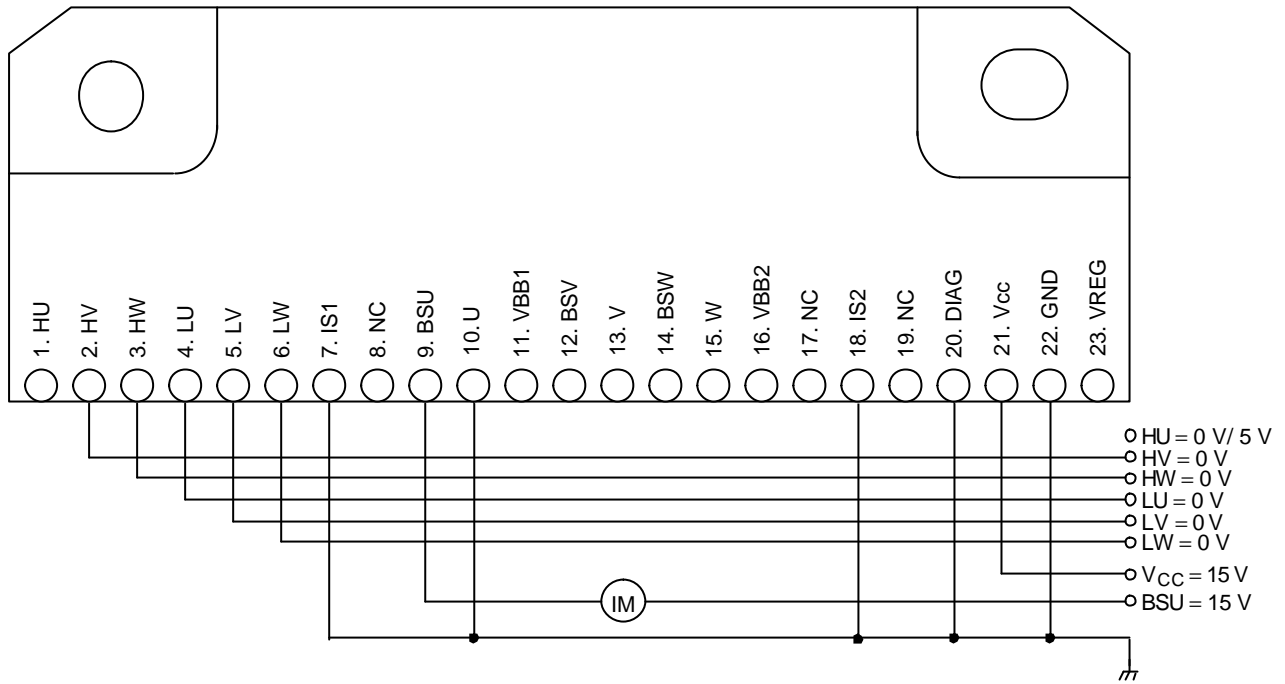 1. HU
2. HV
3. HW
4. LU
5. LV
6. LW
7. IS1
8. NC
9. BSU
10. U
11. VBB1
12. BSV
13. V
14. BSW
15. W
16. VBB2
17. NC
18. IS2
19. NC
20. DIAG
21. Vcc
22. GND
23. VREG
HU = 0 V/ 5 V
HV = 0 V
HW = 0 V
LU = 0 V
LV = 0 V
LW = 0 V
VCC = 15 V
IM
BSU = 15 V